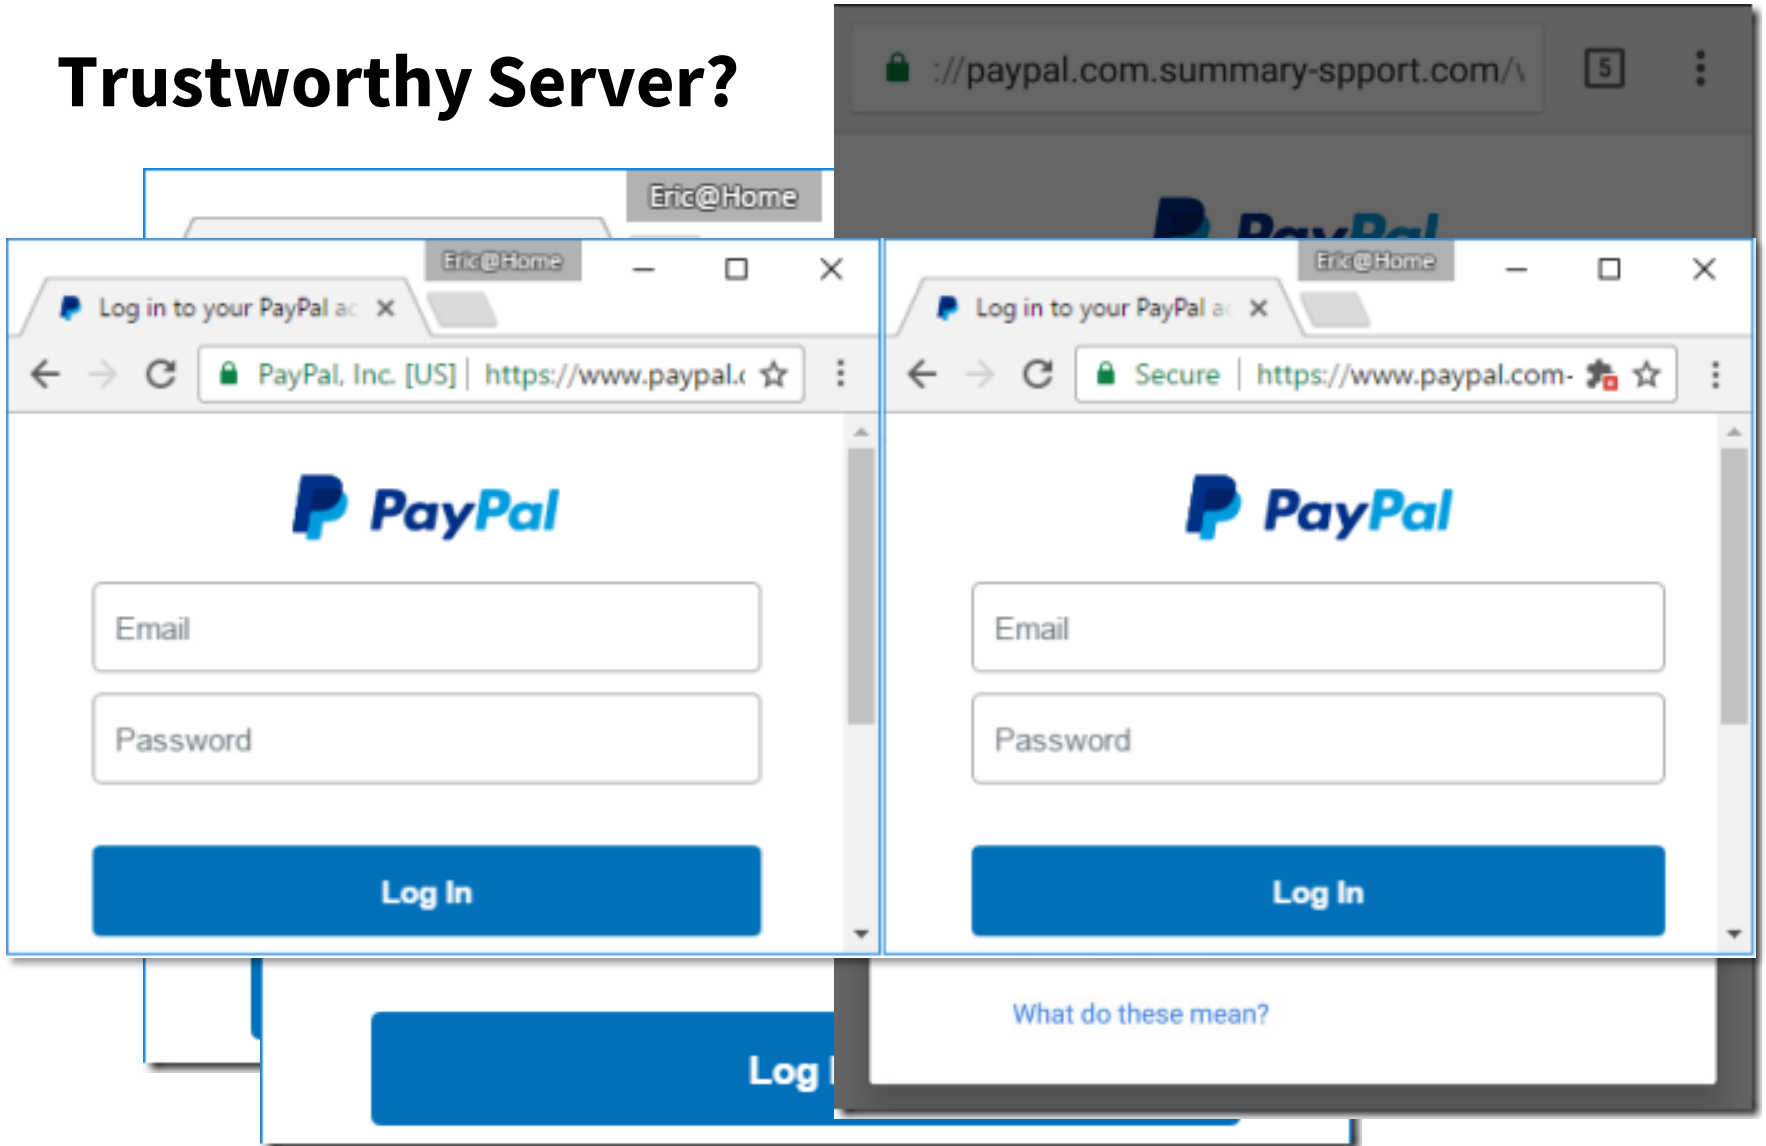 Trustworthy Server?
://paypal.com.summary-spport.com/
5
PayPal
Eric@Home
Eric@Home
Log in to your PayPal ac
PayPal, Inc. [US] | https://www.paypal.c
PayPal
Email
Password
Log In
Eric@Home
Log in to your PayPal a
Secure | https://www.paypal.com-
PayPal
Email
Password
Log In
What do these mean?
Log